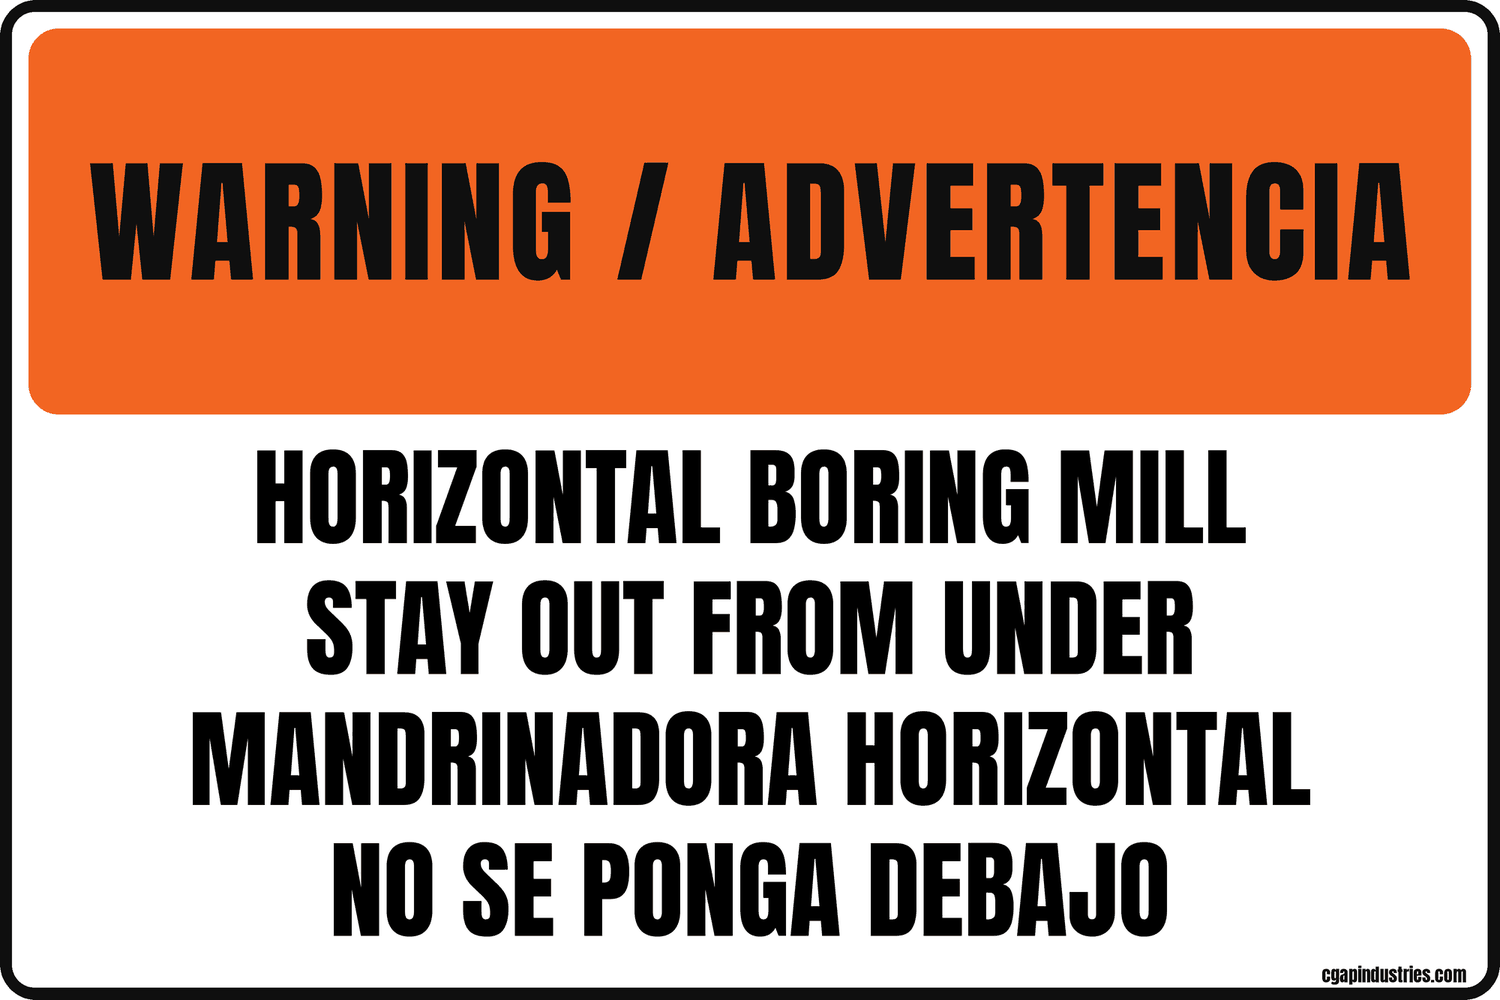 WARNING / ADVERTENCIA
HORIZONTAL BORING MILL
STAY OUT FROM UNDER
MANDRINADORA HORIZONTAL
NO SE PONGA DEBAJO
cgapindustries.com